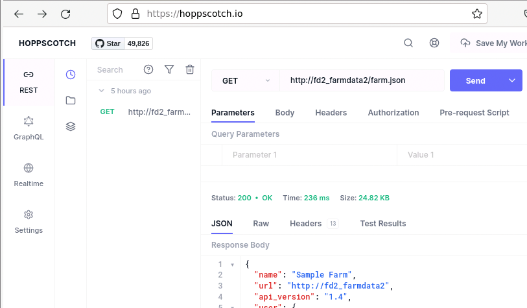 https://hoppscotch.io
HOPPSCOTCH
Star 49,826
Save My Work
REST
GraphQL
Realtime
Settings
Search
5 hours ago
GET http://fd2_farm...
GET http://fd2_farmdata2/farm.json Send
Parameters Body Headers Authorization Pre-request Script
Query Parameters
Parameter 1 Value 1
Status: 200 • OK Time: 236 ms Size: 24.82 KB
JSON Raw Headers 13 Test Results
Response Body
1 {
2 "name": "Sample Farm",
3 "url": "http://fd2_farmdata2",
4 "api_version": "1.4",